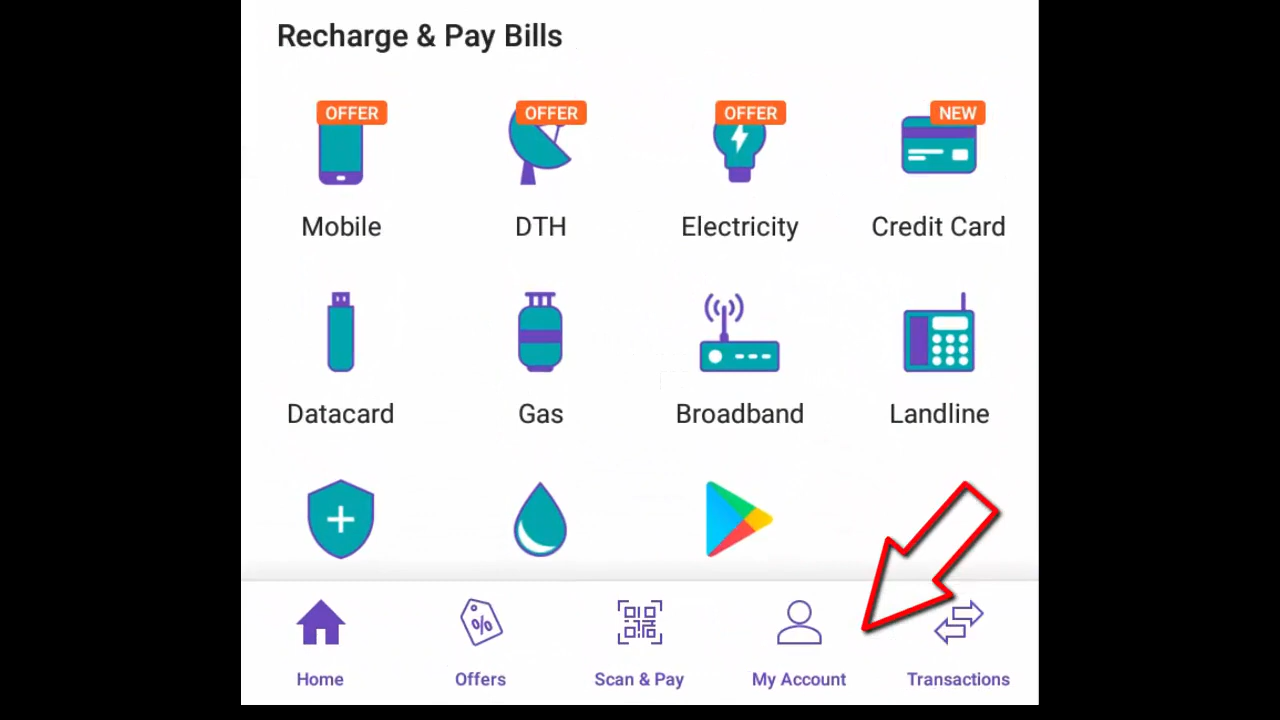 Recharge & Pay Bills
OFFER OFFER OFFER NEW
Mobile DTH Electricity Credit Card
Datacard Gas Broadband Landline
Home Offers Scan & Pay My Account Transactions